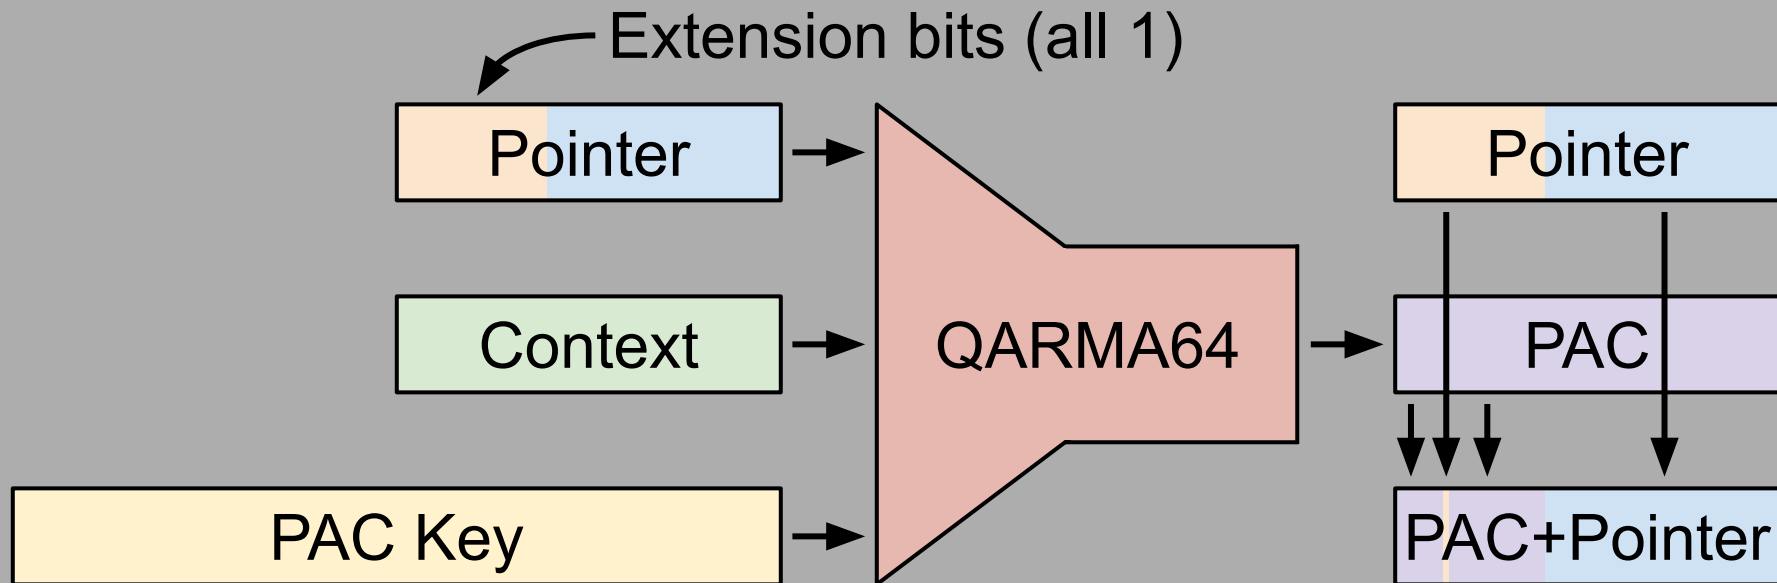 Extension bits (all 1)
Pointer
Pointer
Context
QARMA64
PAC
PAC Key
PAC+Pointer